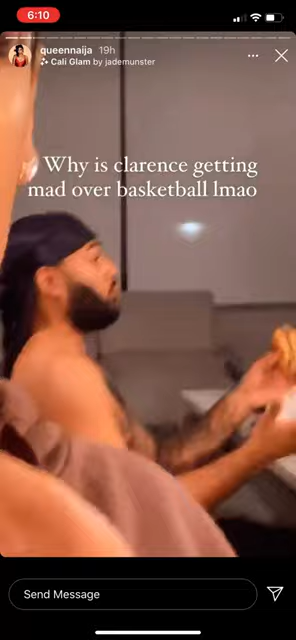 6:10
queennaija 19h
Cali Glam by jademunster
Why is clarence getting
mad over basketball lmao
Send Message